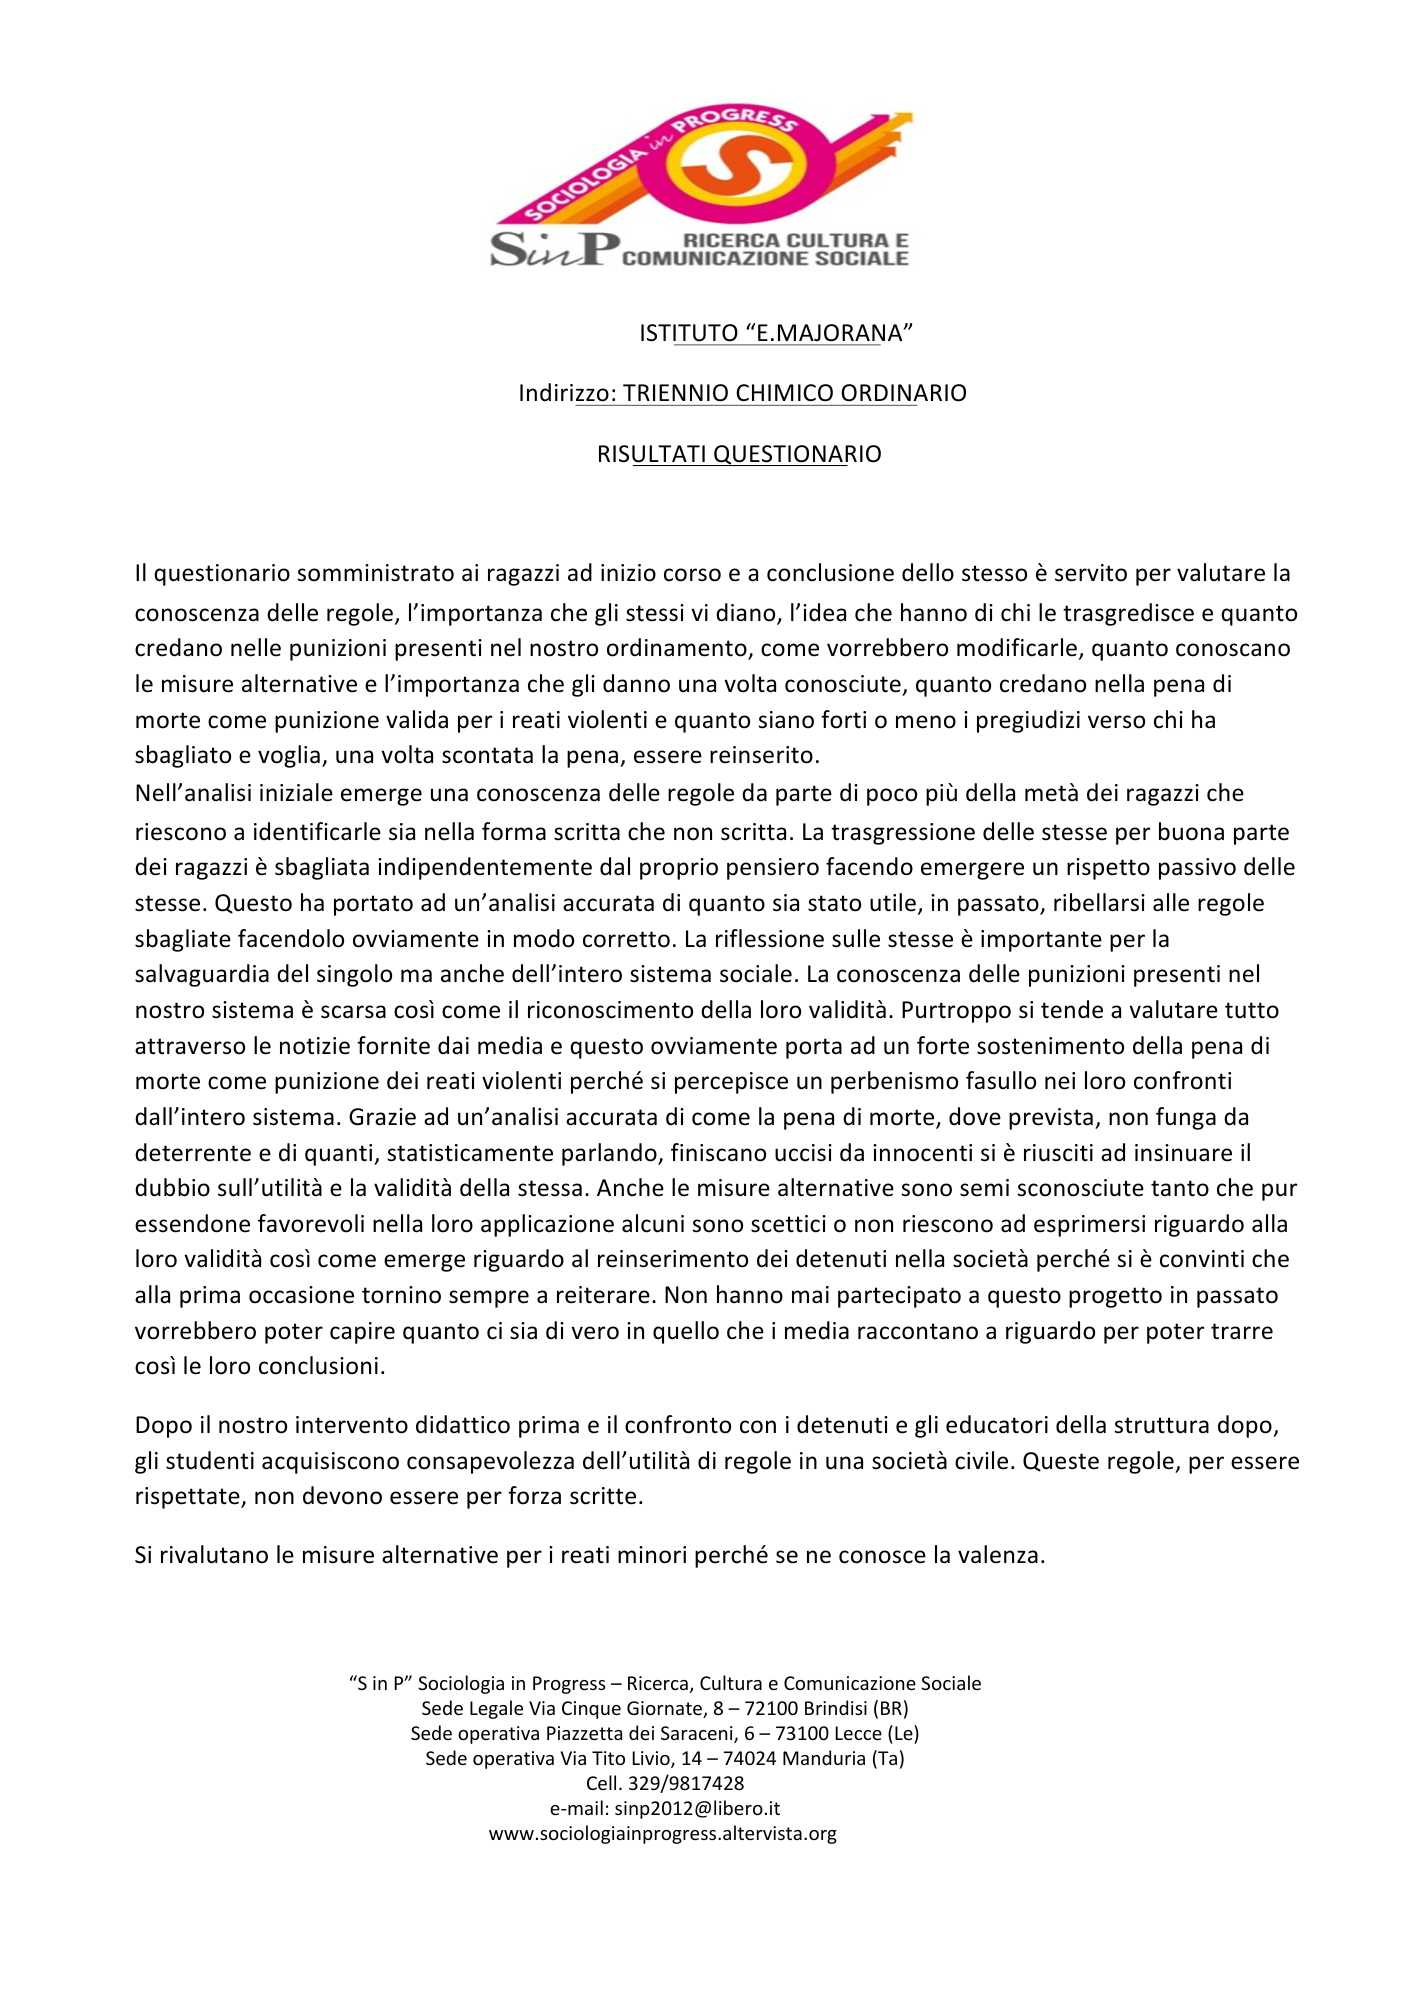 SOCIOLOGIA in PROGRESS
S
SinP RICERCA CULTURA E
COMUNICAZIONE SOCIALE
ISTITUTO “E.MAJORANA”
Indirizzo: TRIENNIO CHIMICO ORDINARIO
RISULTATI QUESTIONARIO
Il questionario somministrato ai ragazzi ad inizio corso e a conclusione dello stesso è servito per valutare la
conoscenza delle regole, l’importanza che gli stessi vi diano, l’idea che hanno di chi le trasgredisce e quanto
credano nelle punizioni presenti nel nostro ordinamento, come vorrebbero modificarle, quanto conoscano
le misure alternative e l’importanza che gli danno una volta conosciute, quanto credano nella pena di
morte come punizione valida per i reati violenti e quanto siano forti o meno i pregiudizi verso chi ha
sbagliato e voglia, una volta scontata la pena, essere reinserito.
Nell’analisi iniziale emerge una conoscenza delle regole da parte di poco più della metà dei ragazzi che
riescono a identificarle sia nella forma scritta che non scritta. La trasgressione delle stesse per buona parte
dei ragazzi è sbagliata indipendentemente dal proprio pensiero facendo emergere un rispetto passivo delle
stesse. Questo ha portato ad un’analisi accurata di quanto sia stato utile, in passato, ribellarsi alle regole
sbagliate facendolo ovviamente in modo corretto. La riflessione sulle stesse è importante per la
salvaguardia del singolo ma anche dell’intero sistema sociale. La conoscenza delle punizioni presenti nel
nostro sistema è scarsa così come il riconoscimento della loro validità. Purtroppo si tende a valutare tutto
attraverso le notizie fornite dai media e questo ovviamente porta ad un forte sostenimento della pena di
morte come punizione dei reati violenti perché si percepisce un perbenismo fasullo nei loro confronti
dall’intero sistema. Grazie ad un’analisi accurata di come la pena di morte, dove prevista, non funga da
deterrente e di quanti, statisticamente parlando, finiscano uccisi da innocenti si è riusciti ad insinuare il
dubbio sull’utilità e la validità della stessa. Anche le misure alternative sono semi sconosciute tanto che pur
essendone favorevoli nella loro applicazione alcuni sono scettici o non riescono ad esprimersi riguardo alla
loro validità così come emerge riguardo al reinserimento dei detenuti nella società perché si è convinti che
alla prima occasione tornino sempre a reiterare. Non hanno mai partecipato a questo progetto in passato
vorrebbero poter capire quanto ci sia di vero in quello che i media raccontano a riguardo per poter trarre
così le loro conclusioni.
Dopo il nostro intervento didattico prima e il confronto con i detenuti e gli educatori della struttura dopo,
gli studenti acquisiscono consapevolezza dell’utilità di regole in una società civile. Queste regole, per essere
rispettate, non devono essere per forza scritte.
Si rivalutano le misure alternative per i reati minori perché se ne conosce la valenza.
“S in P” Sociologia in Progress – Ricerca, Cultura e Comunicazione Sociale
Sede Legale Via Cinque Giornate, 8 – 72100 Brindisi (BR)
Sede operativa Piazzetta dei Saraceni, 6 – 73100 Lecce (Le)
Sede operativa Via Tito Livio, 14 – 74024 Manduria (Ta)
Cell. 329/9817428
e-mail: sinp2012@libero.it
www.sociologiainprogress.altervista.org